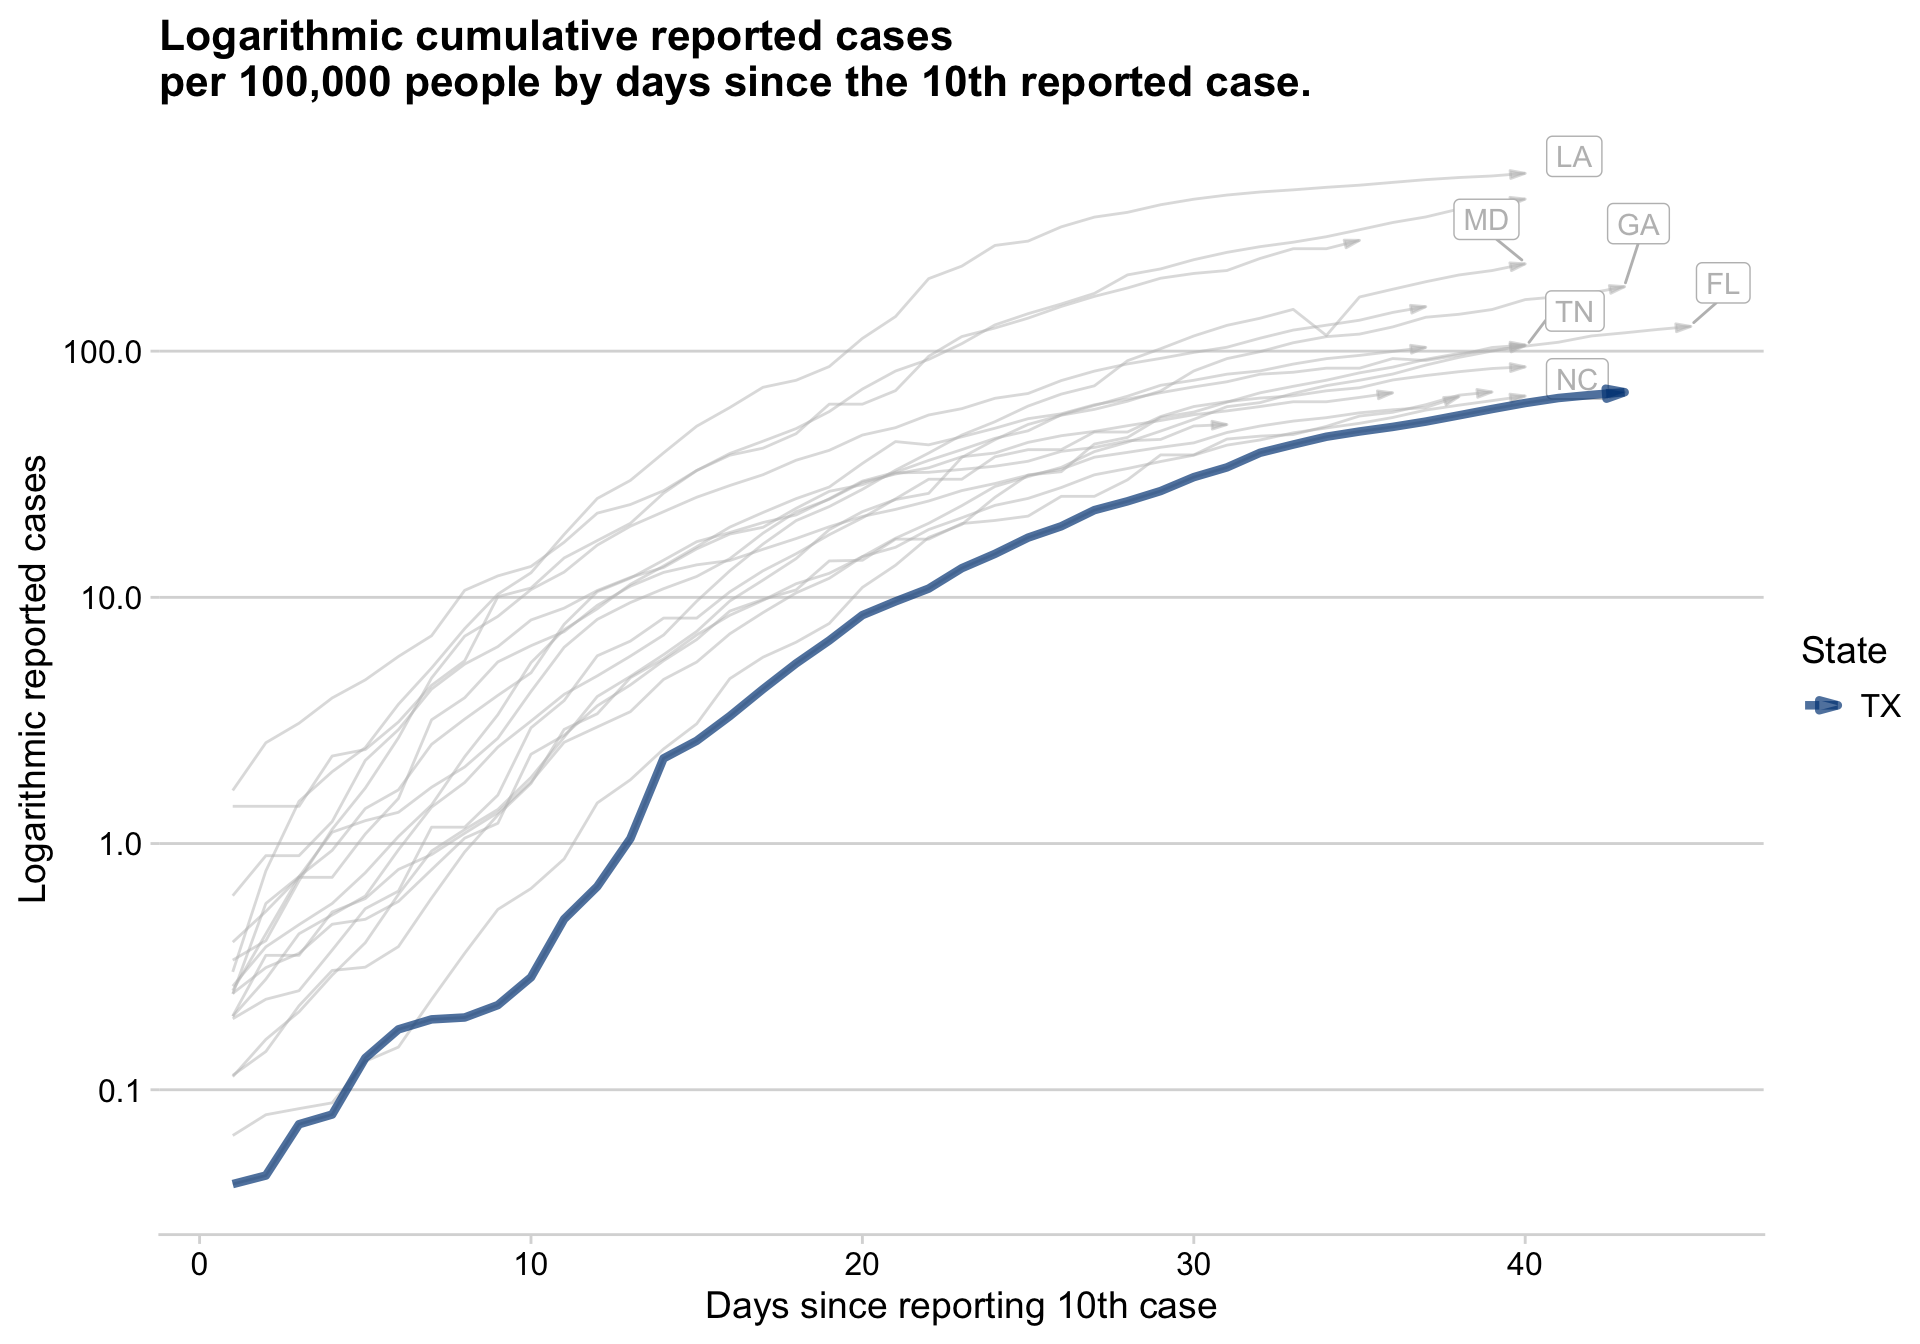 Logarithmic cumulative reported cases
per 100,000 people by days since the 10th reported case.
LA
MD
GA
FL
TN
NC
100.0
10.0
1.0
0.1
Logarithmic reported cases
0
10
20
30
40
Days since reporting 10th case
State
TX